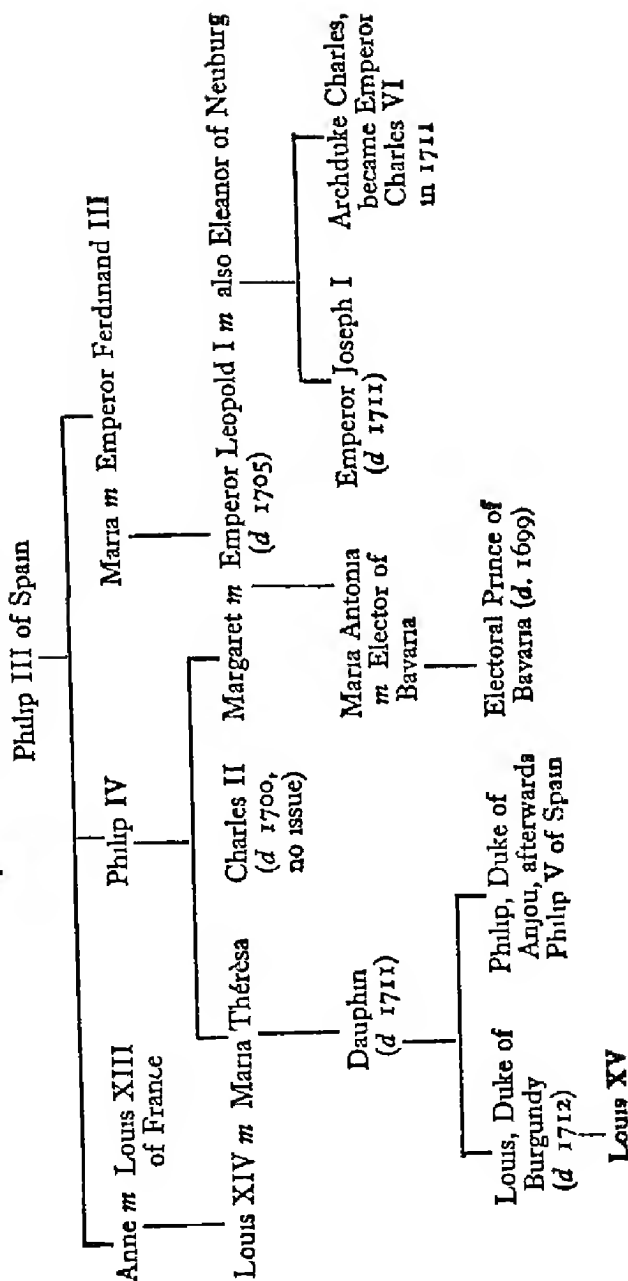 Philip III of Spain
Anne m Louis XIII
of France
Philip IV
Maria m Emperor Ferdinand III
Louis XIV m Maria Thérèsa
Charles II
(d 1700,
no issue)
Margaret m Emperor Leopold I m also Eleanor of Neuburg
(d 1705)
Dauphin
(d 1711)
Maria Antonia
m Elector of
Bavaria
Emperor Joseph I
(d 1711)
Archduke Charles,
became Emperor
Charles VI
in 1711
Louis, Duke of
Burgundy
(d 1712)
Philip, Duke of
Anjou, afterwards
Philip V of Spain
Electoral Prince of
Bavaria (d. 1699)
Louis XV